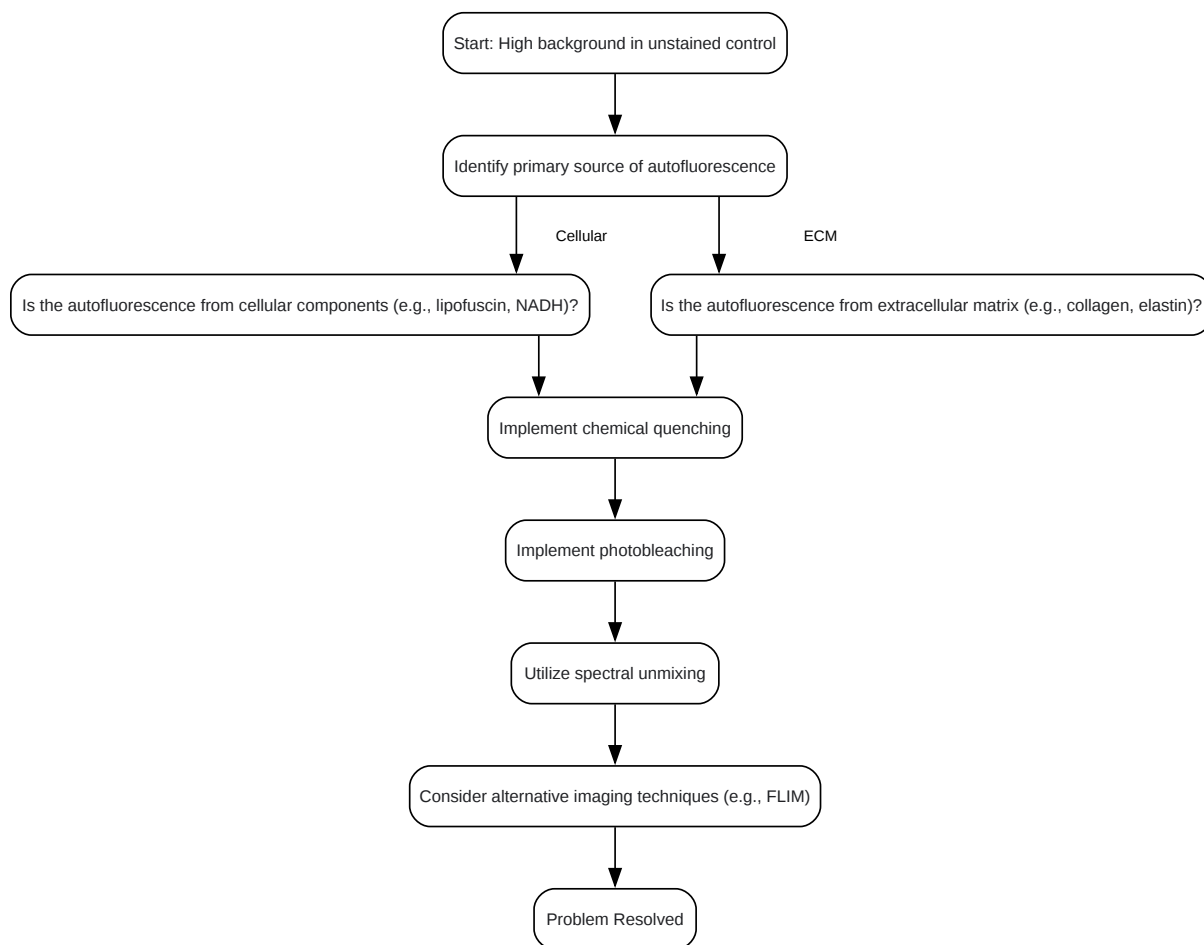 Start: High background in unstained control
Identify primary source of autofluorescence
Cellular
ECM
Is the autofluorescence from cellular components (e.g., lipofuscin, NADH)?
Is the autofluorescence from extracellular matrix (e.g., collagen, elastin)?
Implement chemical quenching
Implement photobleaching
Utilize spectral unmixing
Consider alternative imaging techniques (e.g., FLIM)
Problem Resolved